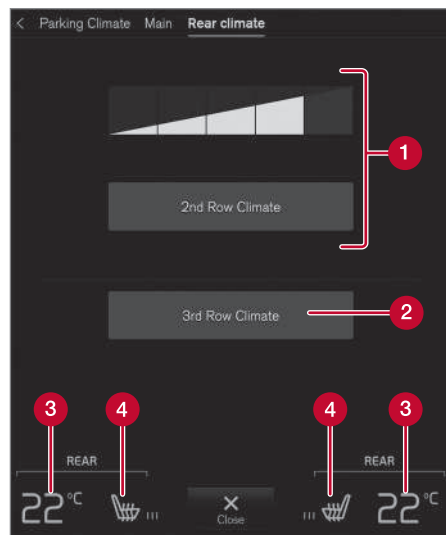 < Parking Climate Main Rear climate
1
2nd Row Climate
3rd Row Climate
2
3 4 4 3
REAR REAR
22°C 22°C
Close